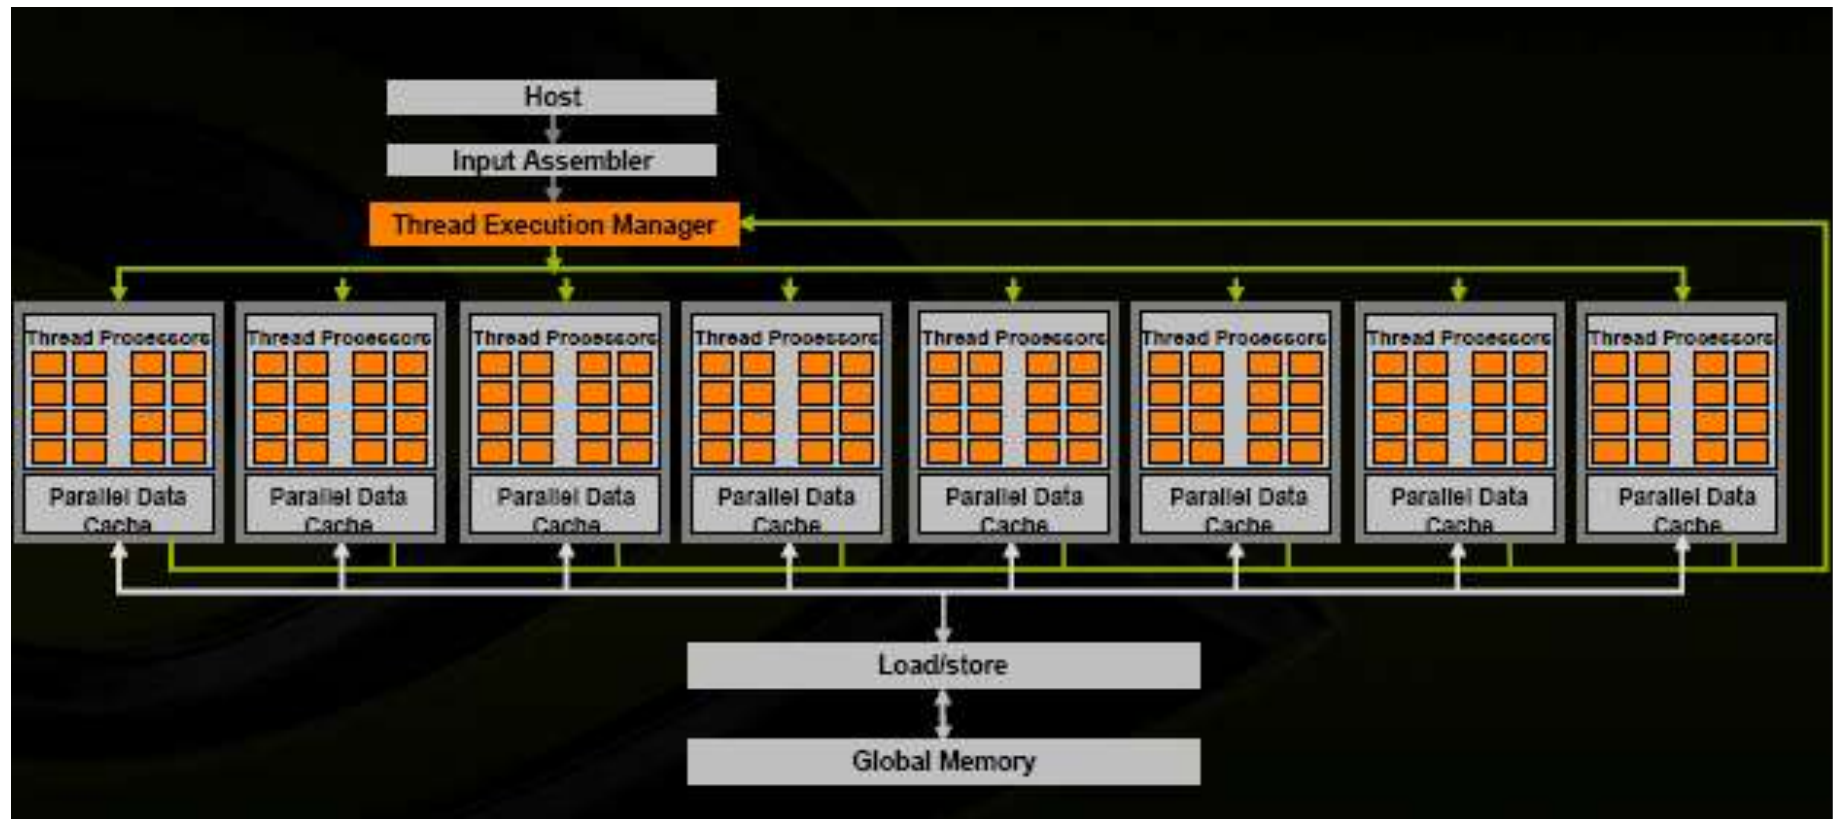 Host
Input Assembler
Thread Execution Manager
Thread Processors
Thread Processors
Thread Processors
Thread Processors
Thread Processors
Thread Processors
Thread Processors
Thread Processors
Parallel Data
Cache
Parallel Data
Cache
Parallel Data
Cache
Parallel Data
Cache
Parallel Data
Cache
Parallel Data
Cache
Parallel Data
Cache
Parallel Data
Cache
Load/store
Global Memory